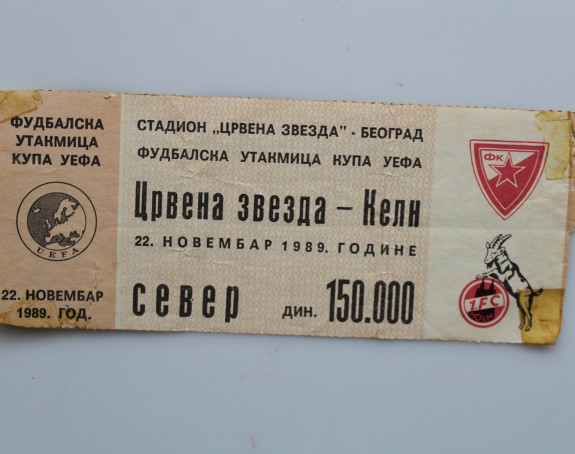 ФУДБАЛСКА
УТАКМИЦА
КУПА УЕФА
UEFA
22. НОВЕМБАР
1989. ГОД.
СТАДИОН „ЦРВЕНА ЗВЕЗДА" - БЕОГРАД
ФУДБАЛСКА УТАКМИЦА КУПА УЕФА
Црвена звезда – Келн
22. НОВЕМБАР 1989. ГОДИНЕ
север ДИН. 150.000
ФК
1.FC
KÖLN